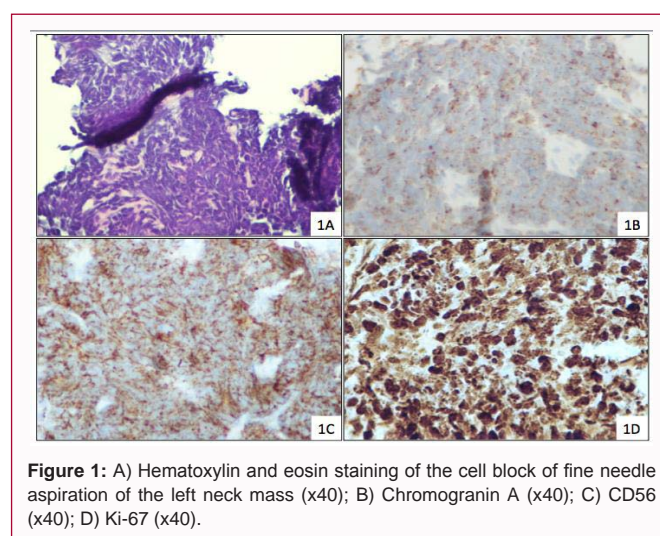 1A
1B
1C
1D
Figure 1: A) Hematoxylin and eosin staining of the cell block of fine needle
aspiration of the left neck mass (x40); B) Chromogranin A (x40); C) CD56
(x40); D) Ki-67 (x40).